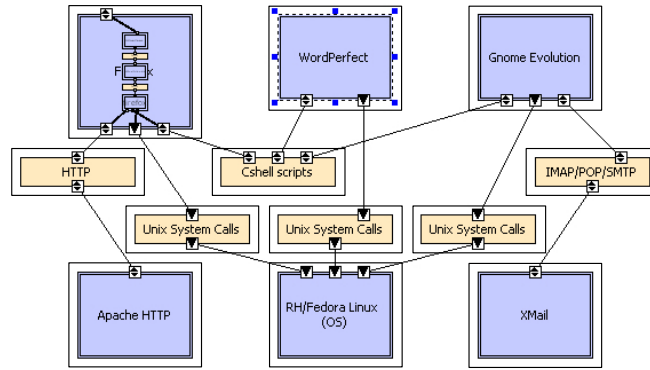 WordPerfect
Gnome Evolution
HTTP
Cshell scripts
IMAP/POP/SMTP
Unix System Calls
Unix System Calls
Unix System Calls
Apache HTTP
RH/Fedora Linux
(OS)
XMail